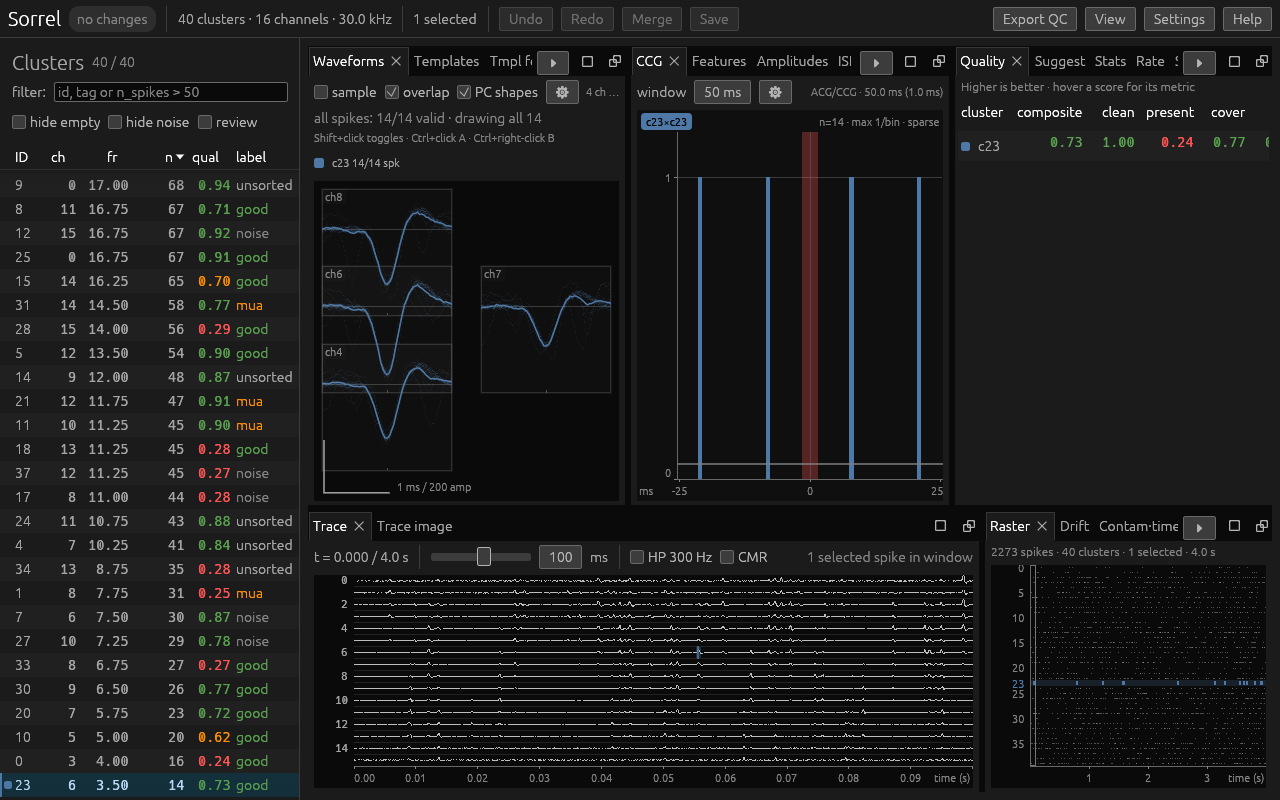 Sorrel no changes 40 clusters · 16 channels · 30.0 kHz 1 selected Undo Redo Merge Save Export QC View Settings Help
Clusters 40 / 40
filter: id, tag or n_spikes > 50
hide empty hide noise review
ID ch fr n qual label
9 0 17.00 68 0.94 unsorted
8 11 16.75 67 0.71 good
12 15 16.75 67 0.92 noise
25 0 16.75 67 0.91 good
15 14 16.25 65 0.70 good
31 14 14.50 58 0.77 mua
28 15 14.00 56 0.29 good
5 12 13.50 54 0.90 good
14 9 12.00 48 0.87 unsorted
21 12 11.75 47 0.91 mua
11 10 11.25 45 0.90 mua
18 13 11.25 45 0.28 good
37 12 11.25 45 0.27 noise
17 8 11.00 44 0.28 noise
24 11 10.75 43 0.88 unsorted
4 7 10.25 41 0.84 unsorted
34 13 8.75 35 0.28 unsorted
1 8 7.75 31 0.25 mua
7 6 7.50 30 0.87 noise
27 10 7.25 29 0.78 noise
33 8 6.75 27 0.27 good
30 9 6.50 26 0.77 good
20 7 5.75 23 0.72 good
10 5 5.00 20 0.62 good
0 3 4.00 16 0.24 good
23 6 3.50 14 0.73 good
Waveforms Templates Tmpl
sample overlap PC shapes 4 ch ...
all spikes: 14/14 valid · drawing all 14
Shift+click toggles · Ctrl+click A · Ctrl+right-click B
c23 14/14 spk
ch8
ch6
ch7
ch4
1 ms / 200 amp
CCG Features Amplitudes
window 50 ms ACG/CCG · 50.0 ms (1.0 ms)
c23×c23 n=14 · max 1/bin · sparse
1
0
ms -25 0 25
Quality Suggest Stats Rate
Higher is better · hover a score for its metric
cluster composite clean present cover
c23 0.73 1.00 0.24 0.77
Trace Trace image
t = 0.000 / 4.0 s 100 ms HP 300 Hz CMR 1 selected spike in window
0
2
4
6
8
10
12
14
0.00 0.01 0.02 0.03 0.04 0.05 0.06 0.07 0.08 0.09 time (s)
Raster Drift Contam·time
2273 spikes · 40 clusters · 1 selected · 4.0 s
0
5
10
15
20
23
25
30
35
1 2 3 time (s)